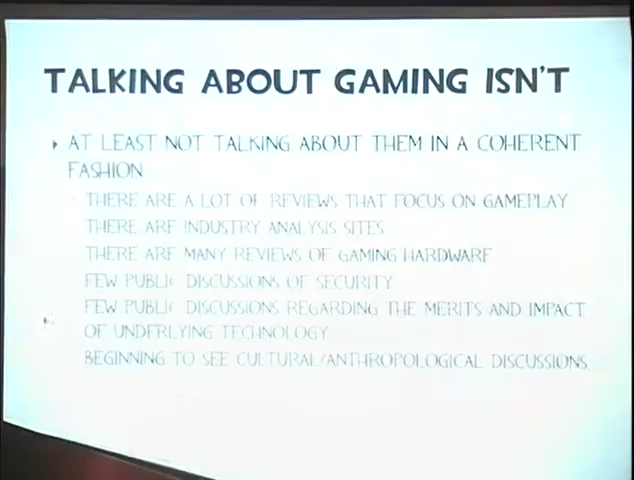 TALKING ABOUT GAMING ISN'T
AT LEAST NOT TALKING ABOUT THEM IN A COHERENT
FASHION
THERE ARE A LOT OF REVIEWS THAT FOCUS ON GAMEPLAY
THERE ARE INDUSTRY ANALYSIS SITES
THERE ARE MANY REVIEWS OF GAMING HARDWARE
FEW PUBLIC DISCUSSIONS OF SECURITY
FEW PUBLIC DISCUSSIONS REGARDING THE MERITS AND IMPACT
OF UNDERLYING TECHNOLOGY
BEGINNING TO SEE CULTURAL/ANTHROPOLOGICAL DISCUSSIONS